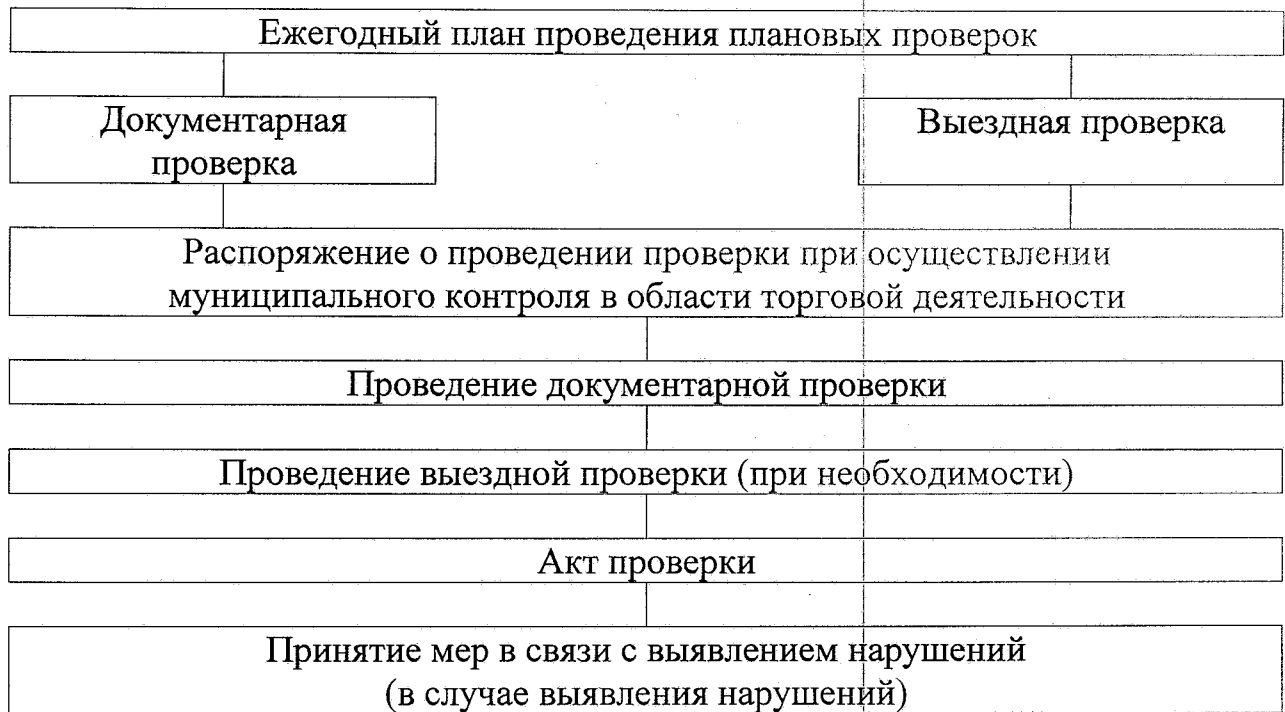 Ежегодный план проведения плановых проверок
Документарная
проверка
Выездная проверка
Распоряжение о проведении проверки при осуществлении
муниципального контроля в области торговой деятельности
Проведение документарной проверки
Проведение выездной проверки (при необходимости)
Акт проверки
Принятие мер в связи с выявлением нарушений
(в случае выявления нарушений)